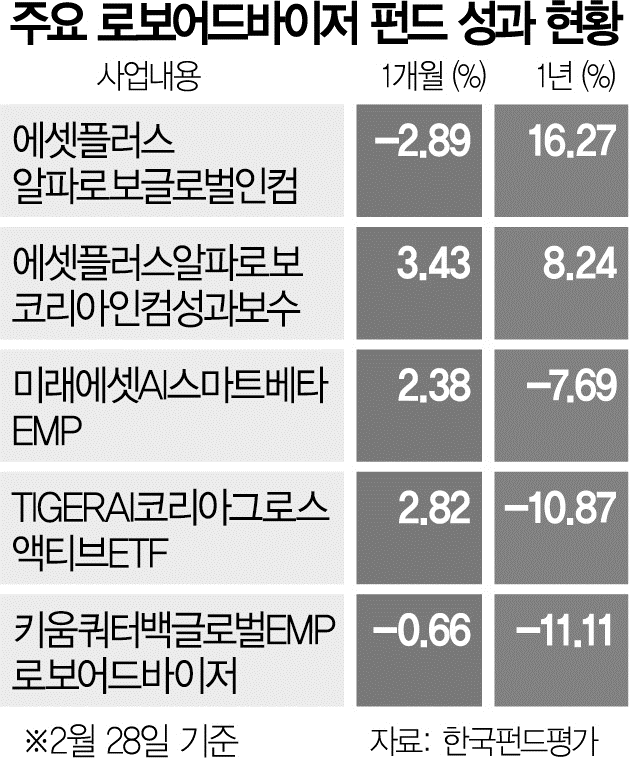 주요 로보어드바이저 펀드 성과 현황
사업내용 1개월 (%) 1년 (%)
에셋플러스
알파로보글로벌인컴 −2.89 16.27
에셋플러스알파로보
코리아인컴성과보수 3.43 8.24
미래에셋AI스마트베타
EMP 2.38 −7.69
TIGERAI코리아그로스
액티브ETF 2.82 −10.87
키움쿼터백글로벌EMP
로보어드바이저 −0.66 −11.11
※2월 28일 기준 자료: 한국펀드평가